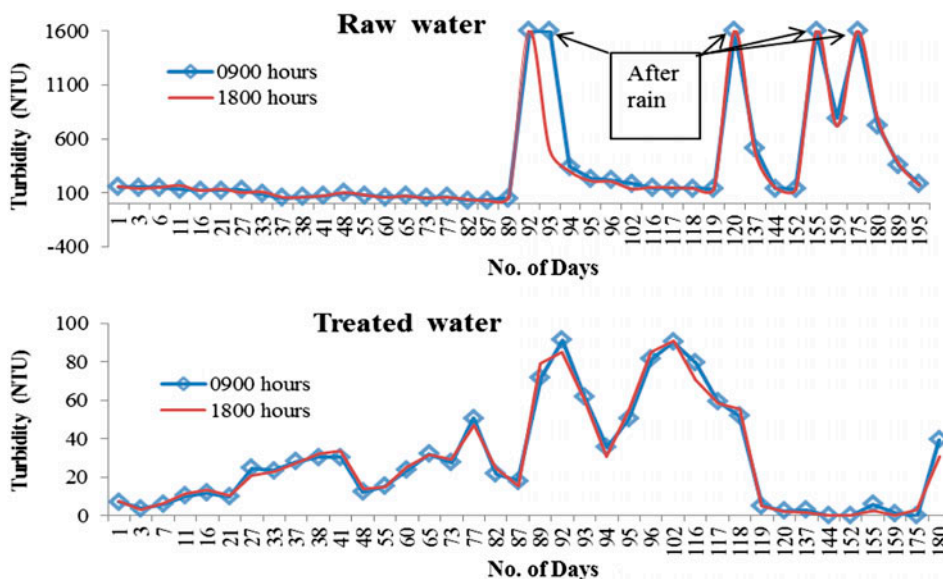 Raw water
1600
1100
600
100
-400
Turbidity (NTU)
0900 hours
1800 hours
After
rain
1 3 6 11 16 21 27 33 37 38 41 48 55 60 65 73 77 82 87 89 92 93 94 95 96 102 116 117 118 119 120 137 144 152 155 159 175 180 189 195
No. of Days
Treated water
100
80
60
40
20
0
Turbidity (NTU)
0900 hours
1800 hours
1 3 7 11 16 21 27 33 37 38 41 48 55 60 65 73 77 82 87 89 92 93 94 95 96 102 116 117 118 119 120 137 144 152 155 159 175 180
No. of Days